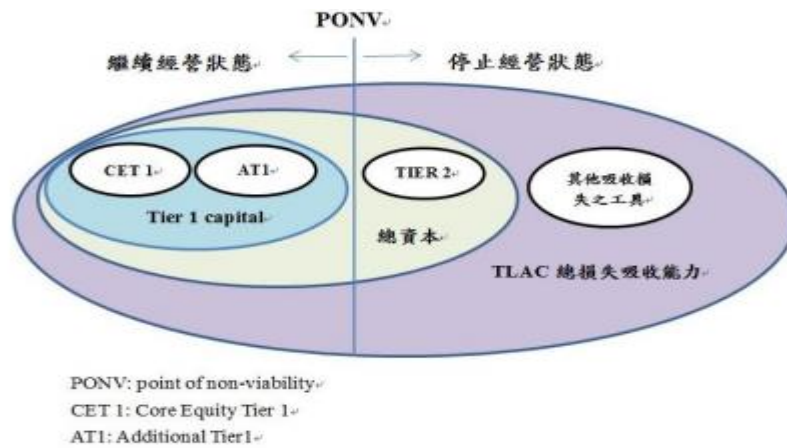 PONV
繼續經營狀態
停止經營狀態
CET 1
AT1
TIER 2
其他吸收損
失之工具
Tier 1 capital
總資本
TLAC 總損失吸收能力
PONV: point of non-viability
CET 1: Core Equity Tier 1
AT1: Additional Tier1